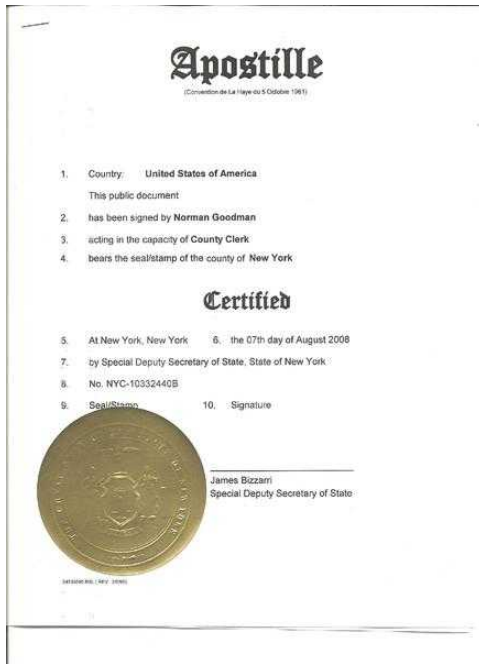 Apostille
(Convention de La Haye du 5 Octobre 1961)
1. Country: United States of America
This public document
2. has been signed by Norman Goodman
3. acting in the capacity of County Clerk
4. bears the seal/stamp of the county of New York
Certified
5. At New York, New York 6. the 07th day of August 2008
7. by Special Deputy Secretary of State, State of New York
8. No. NYC-10332440B
9. Seal/Stamp 10. Signature
James Bizzarri
Special Deputy Secretary of State